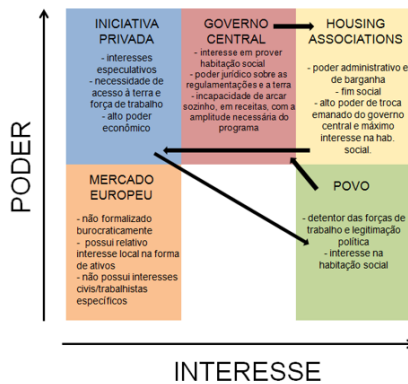 INICIATIVA
PRIVADA
- interesses
especulativos
- necessidade de
acesso à terra e
força de trabalho
- alto poder
econômico
GOVERNO
CENTRAL
- interesse em prover
habitação social
- poder jurídico sobre as
regulamentações e a terra
- incapacidade de arcar
sozinho, em receitas, com a
amplitude necessária do
programa
HOUSING
ASSOCIATIONS
- poder administrativo e de
barganha
- fim social
- alto poder de troca
emanado do governo
central e máximo
interesse na hab.
social.
MERCADO
EUROPEU
- não formalizado
burocraticamente
- possui relativo
interesse local na forma
de ativos
- não possui interesses
civis/trabalhistas
específicos
POVO
- detentor das forças de
trabalho e legitimação
política
- interesse na
habitação social
PODER
INTERESSE